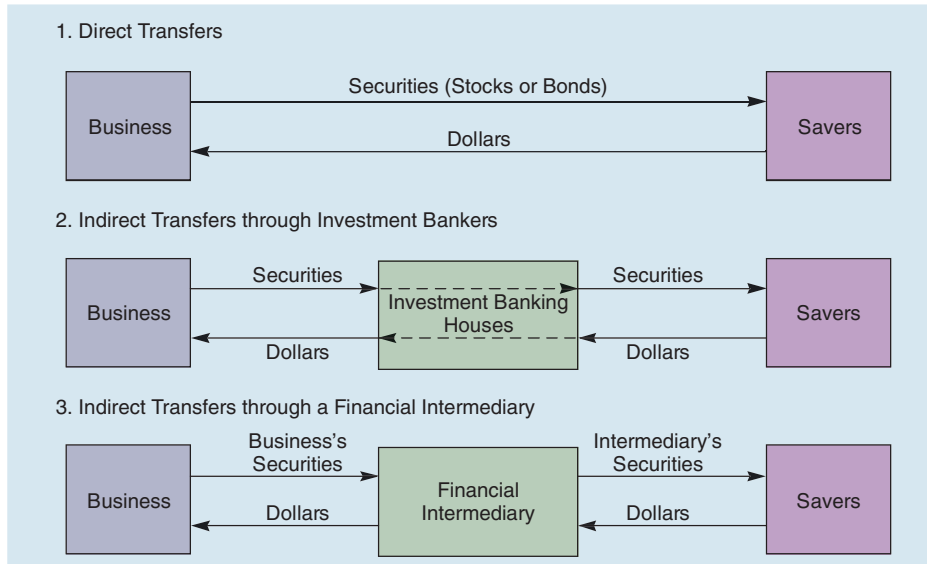 1. Direct Transfers
Securities (Stocks or Bonds)
Business
Savers
Dollars
2. Indirect Transfers through Investment Bankers
Securities
Securities
Business
Investment Banking
Houses
Savers
Dollars
Dollars
3. Indirect Transfers through a Financial Intermediary
Business's
Securities
Intermediary's
Securities
Business
Financial
Intermediary
Savers
Dollars
Dollars